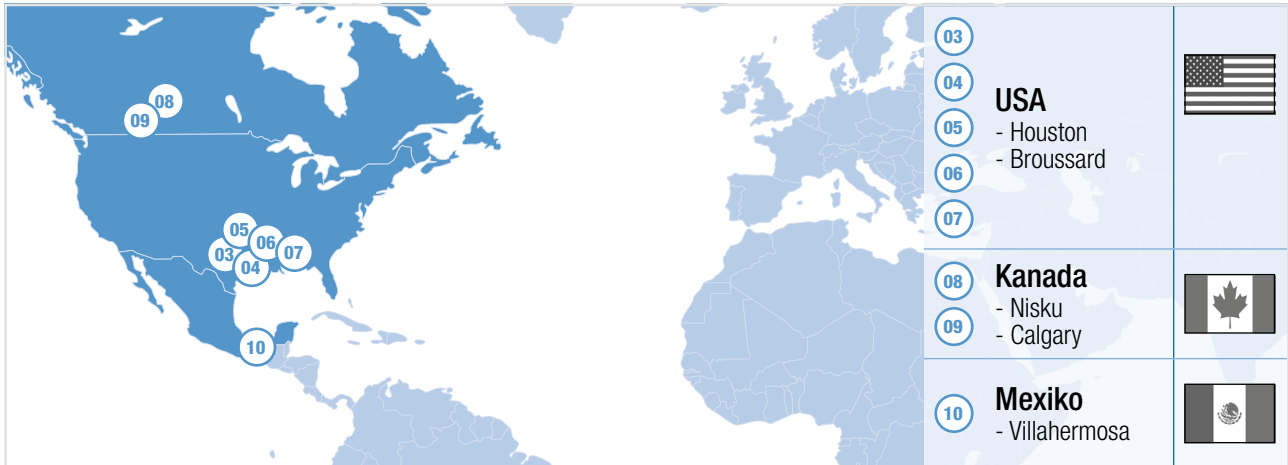 08
09
05
06
03
07
04
10
03
04
05
06
07
USA
- Houston
- Broussard
08
09
Kanada
- Nisku
- Calgary
10
Mexiko
- Villahermosa